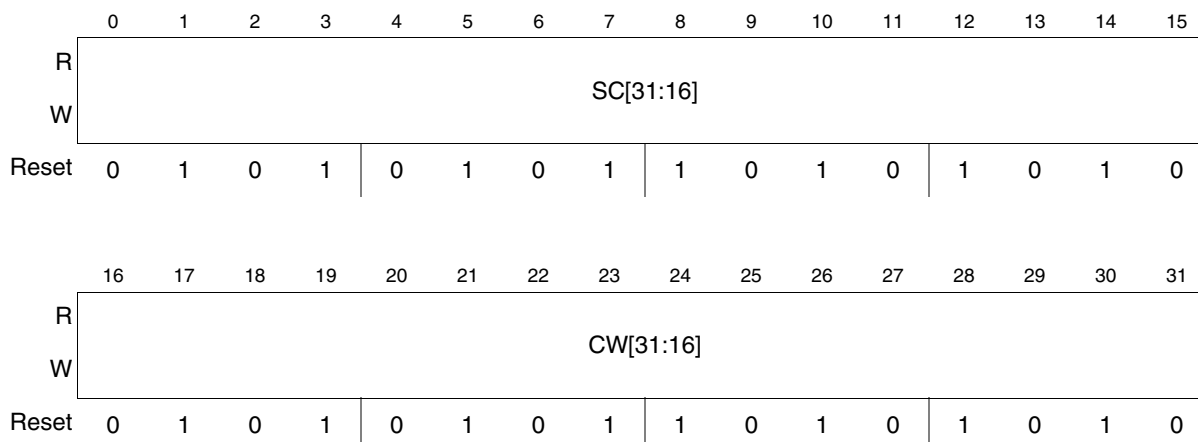 0 1 2 3 4 5 6 7 8 9 10 11 12 13 14 15
R
SC[31:16]
W
Reset 0 1 0 1 0 1 0 1 1 0 1 0 1 0 1 0
16 17 18 19 20 21 22 23 24 25 26 27 28 29 30 31
R
CW[31:16]
W
Reset 0 1 0 1 0 1 0 1 1 0 1 0 1 0 1 0